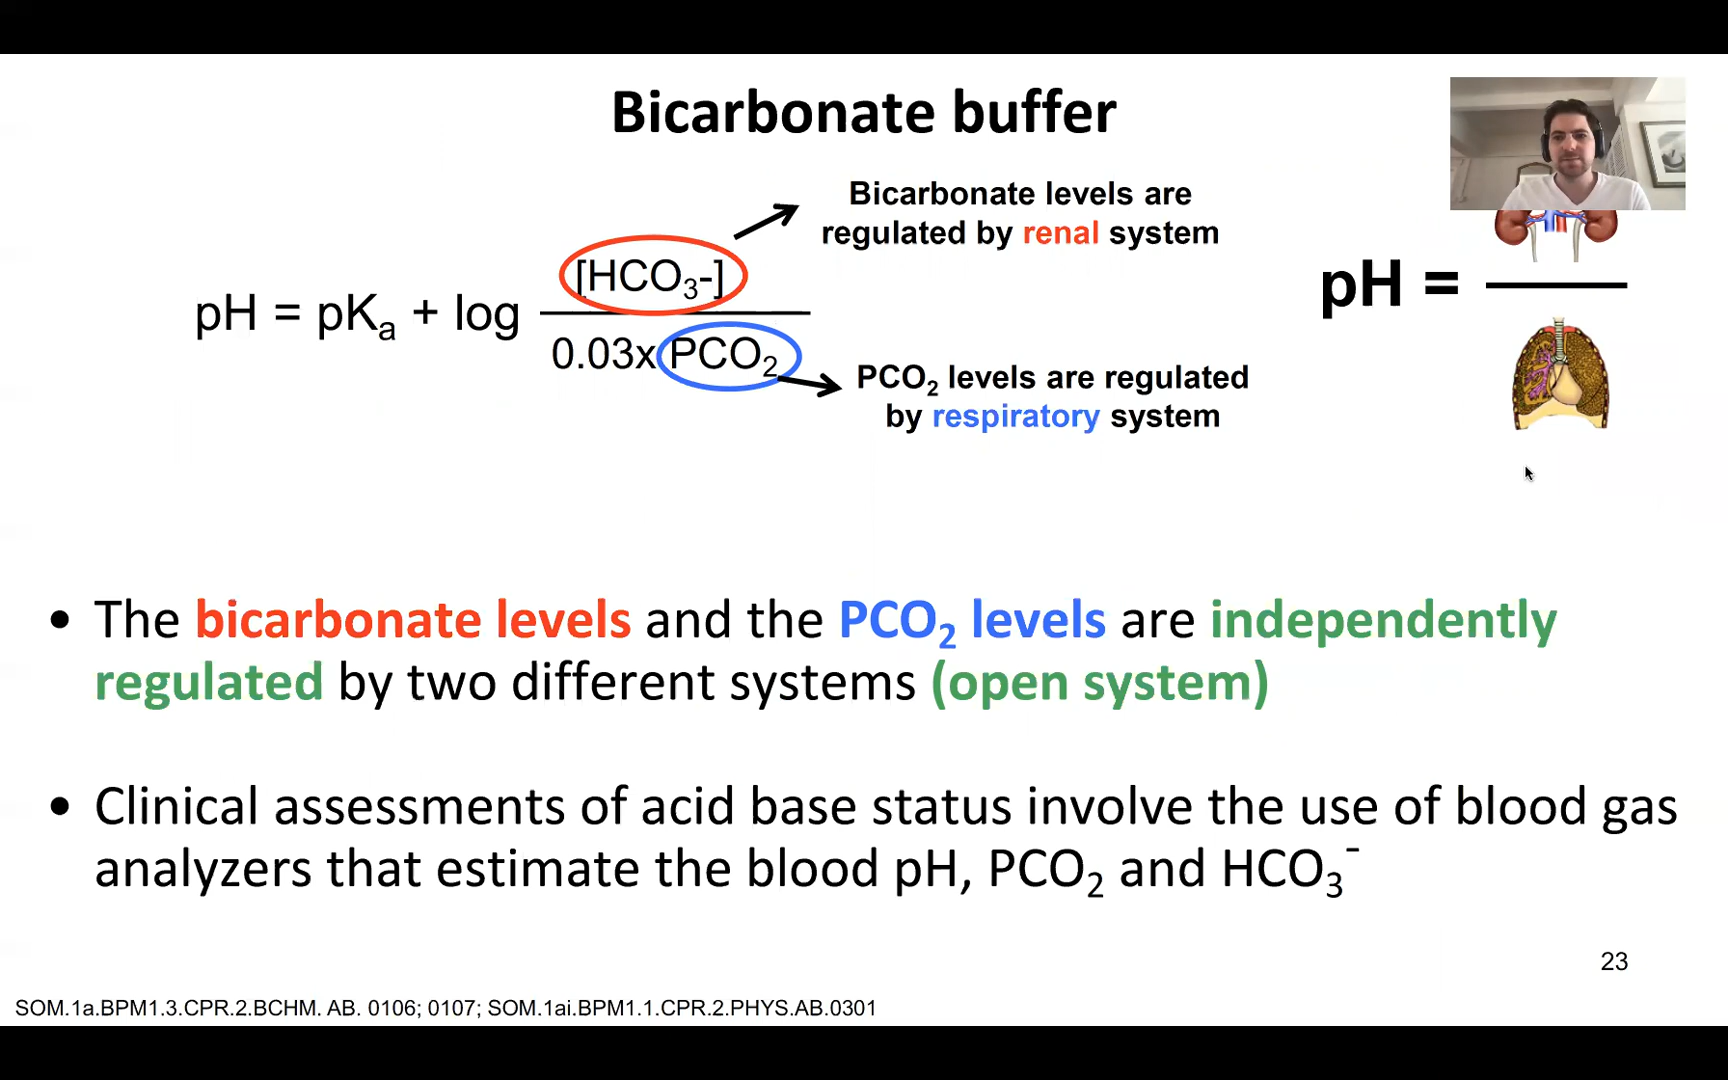 Bicarbonate buffer
Bicarbonate levels are
regulated by renal system
pH = pKₐ + log [HCO₃-]
0.03x PCO₂
PCO₂ levels are regulated
by respiratory system
pH =
• The bicarbonate levels and the PCO₂ levels are independently
regulated by two different systems (open system)
• Clinical assessments of acid base status involve the use of blood gas
analyzers that estimate the blood pH, PCO₂ and HCO₃⁻
23
SOM.1a.BPM1.3.CPR.2.BCHM. AB. 0106; 0107; SOM.1ai.BPM1.1.CPR.2.PHYS.AB.0301